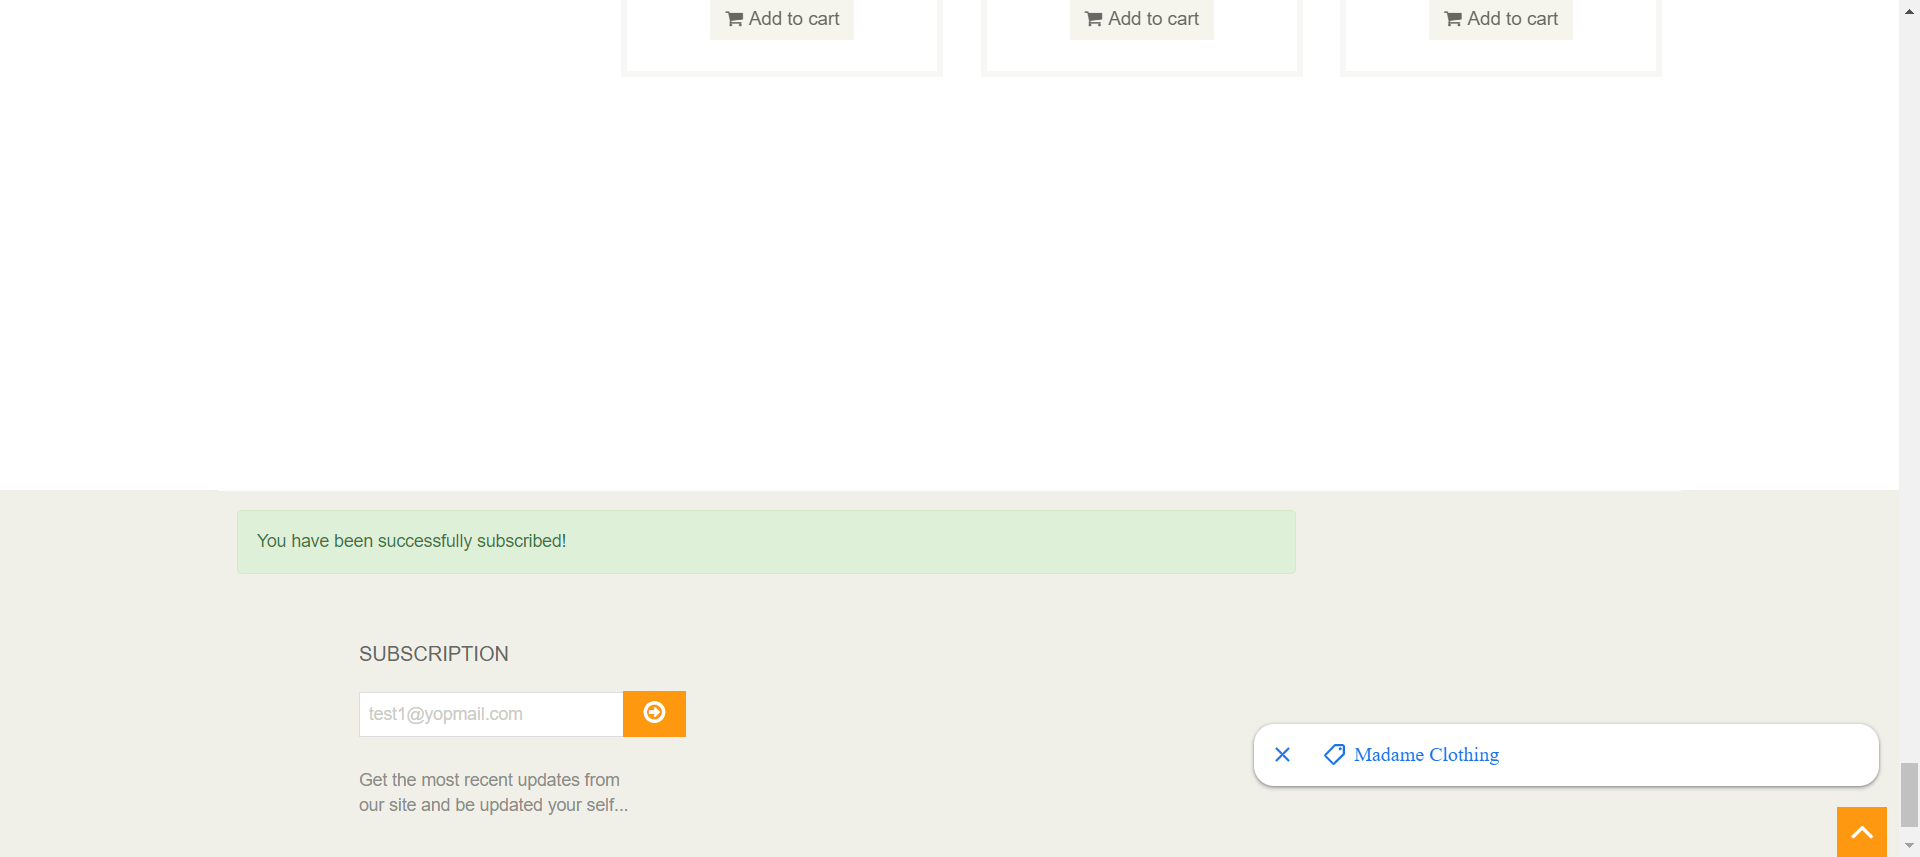 Add to cart
Add to cart
Add to cart
You have been successfully subscribed!
SUBSCRIPTION
test1@yopmail.com
Get the most recent updates from
our site and be updated your self...
Madame Clothing